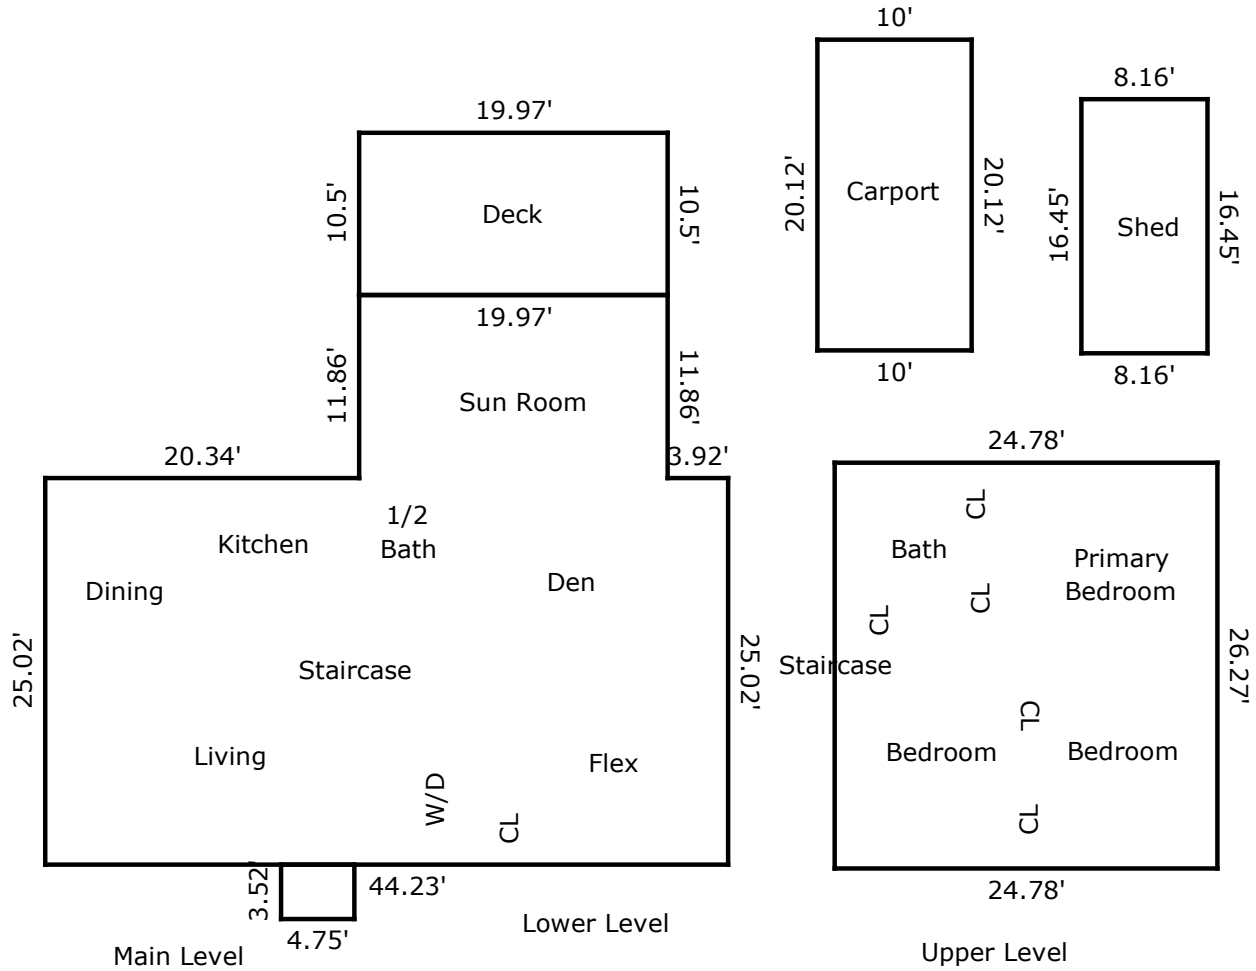 10'
8.16'
19.97'
10.5'
Deck
10.5'
20.12'
Carport
20.12'
16.45'
Shed
16.45'
19.97'
11.86'
Sun Room
11.86'
10'
8.16'
20.34'
3.92'
24.78'
1/2
Bath
Kitchen
Dining
Den
25.02'
Staircase
25.02'
Living
W/D
CL
Flex
3.52'
44.23'
4.75'
Main Level
Lower Level
CL
Bath
Primary
Bedroom
CL
CL
Staircase
26.27'
CL
Bedroom
Bedroom
CL
24.78'
Upper Level